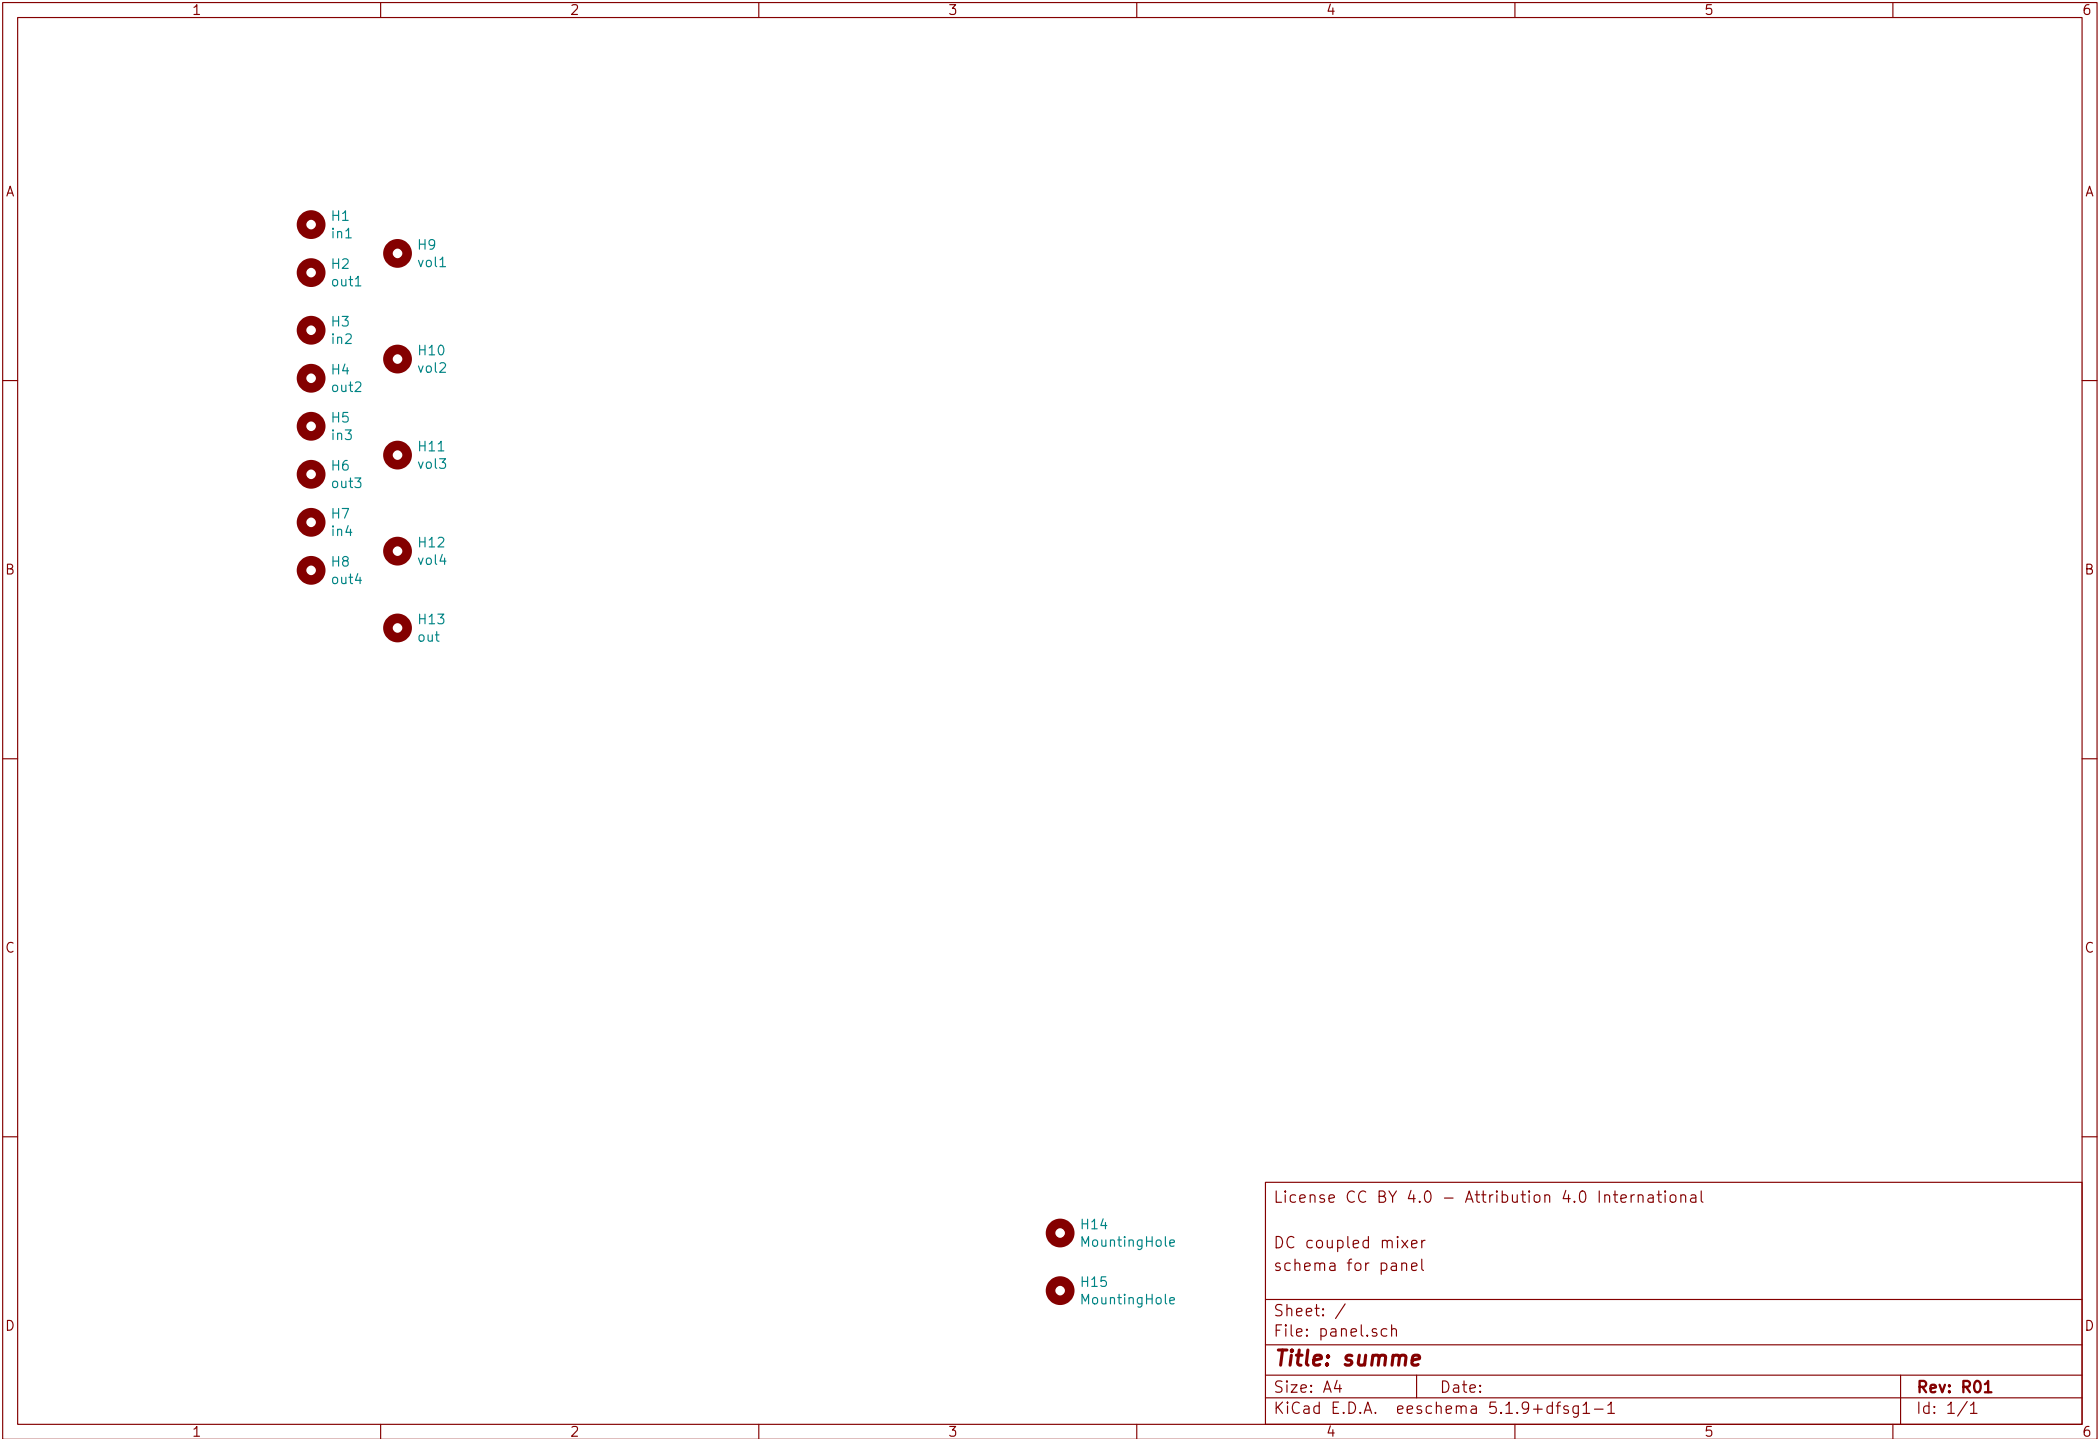 1 2 3 4 5 6
A A
H1
in1
H9
vol1
H2
out1
H3
in2
H10
vol2
H4
out2
H5
in3
H11
vol3
H6
out3
H7
in4
H12
vol4
H8
out4
B B
H13
out
C C
License CC BY 4.0 – Attribution 4.0 International
H14
MountingHole
DC coupled mixer
schema for panel
H15
MountingHole
Sheet: /
File: panel.sch
D D
Title: summe
Size: A4 Date: Rev: R01
KiCad E.D.A. eeschema 5.1.9+dfsg1-1 Id: 1/1
1 2 3 4 5 6